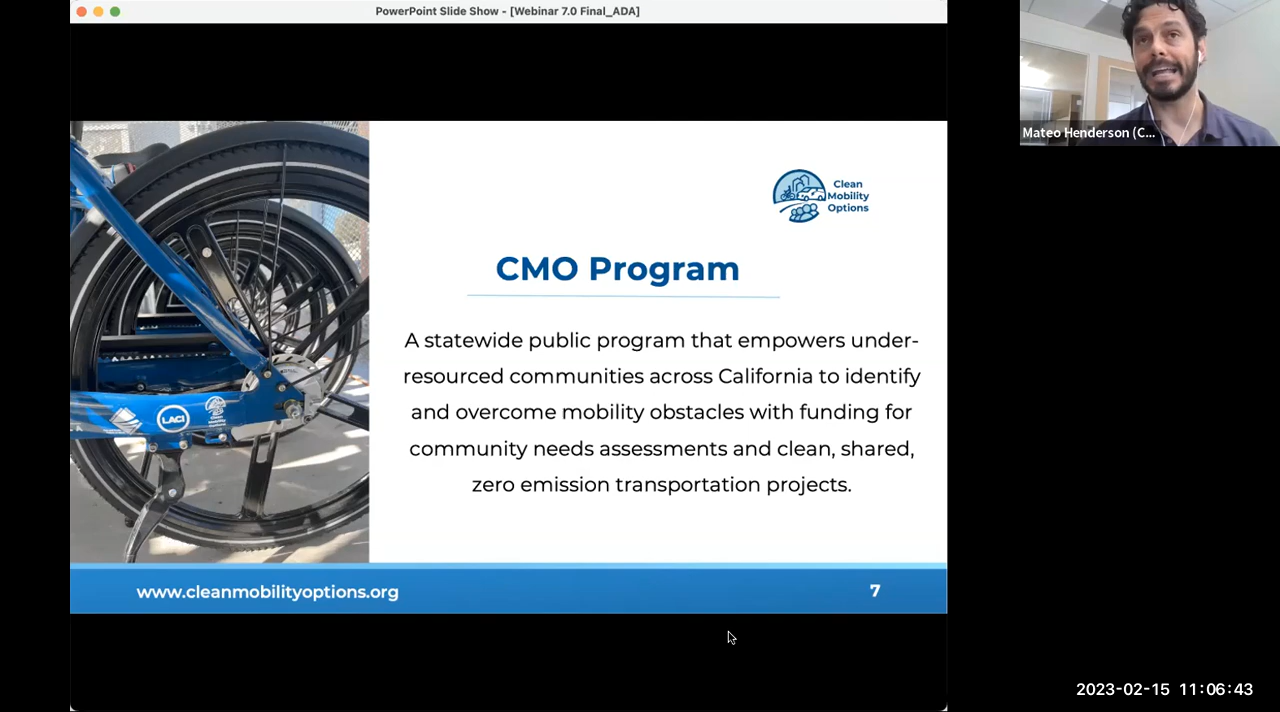 PowerPoint Slide Show - [Webinar 7.0 Final_ADA]
Mateo Henderson (C...
Clean
Mobility
Options
CMO Program
A statewide public program that empowers under-
resourced communities across California to identify
and overcome mobility obstacles with funding for
community needs assessments and clean, shared,
zero emission transportation projects.
LACI
www.cleanmobilityoptions.org
7
2023-02-15 11:06:43